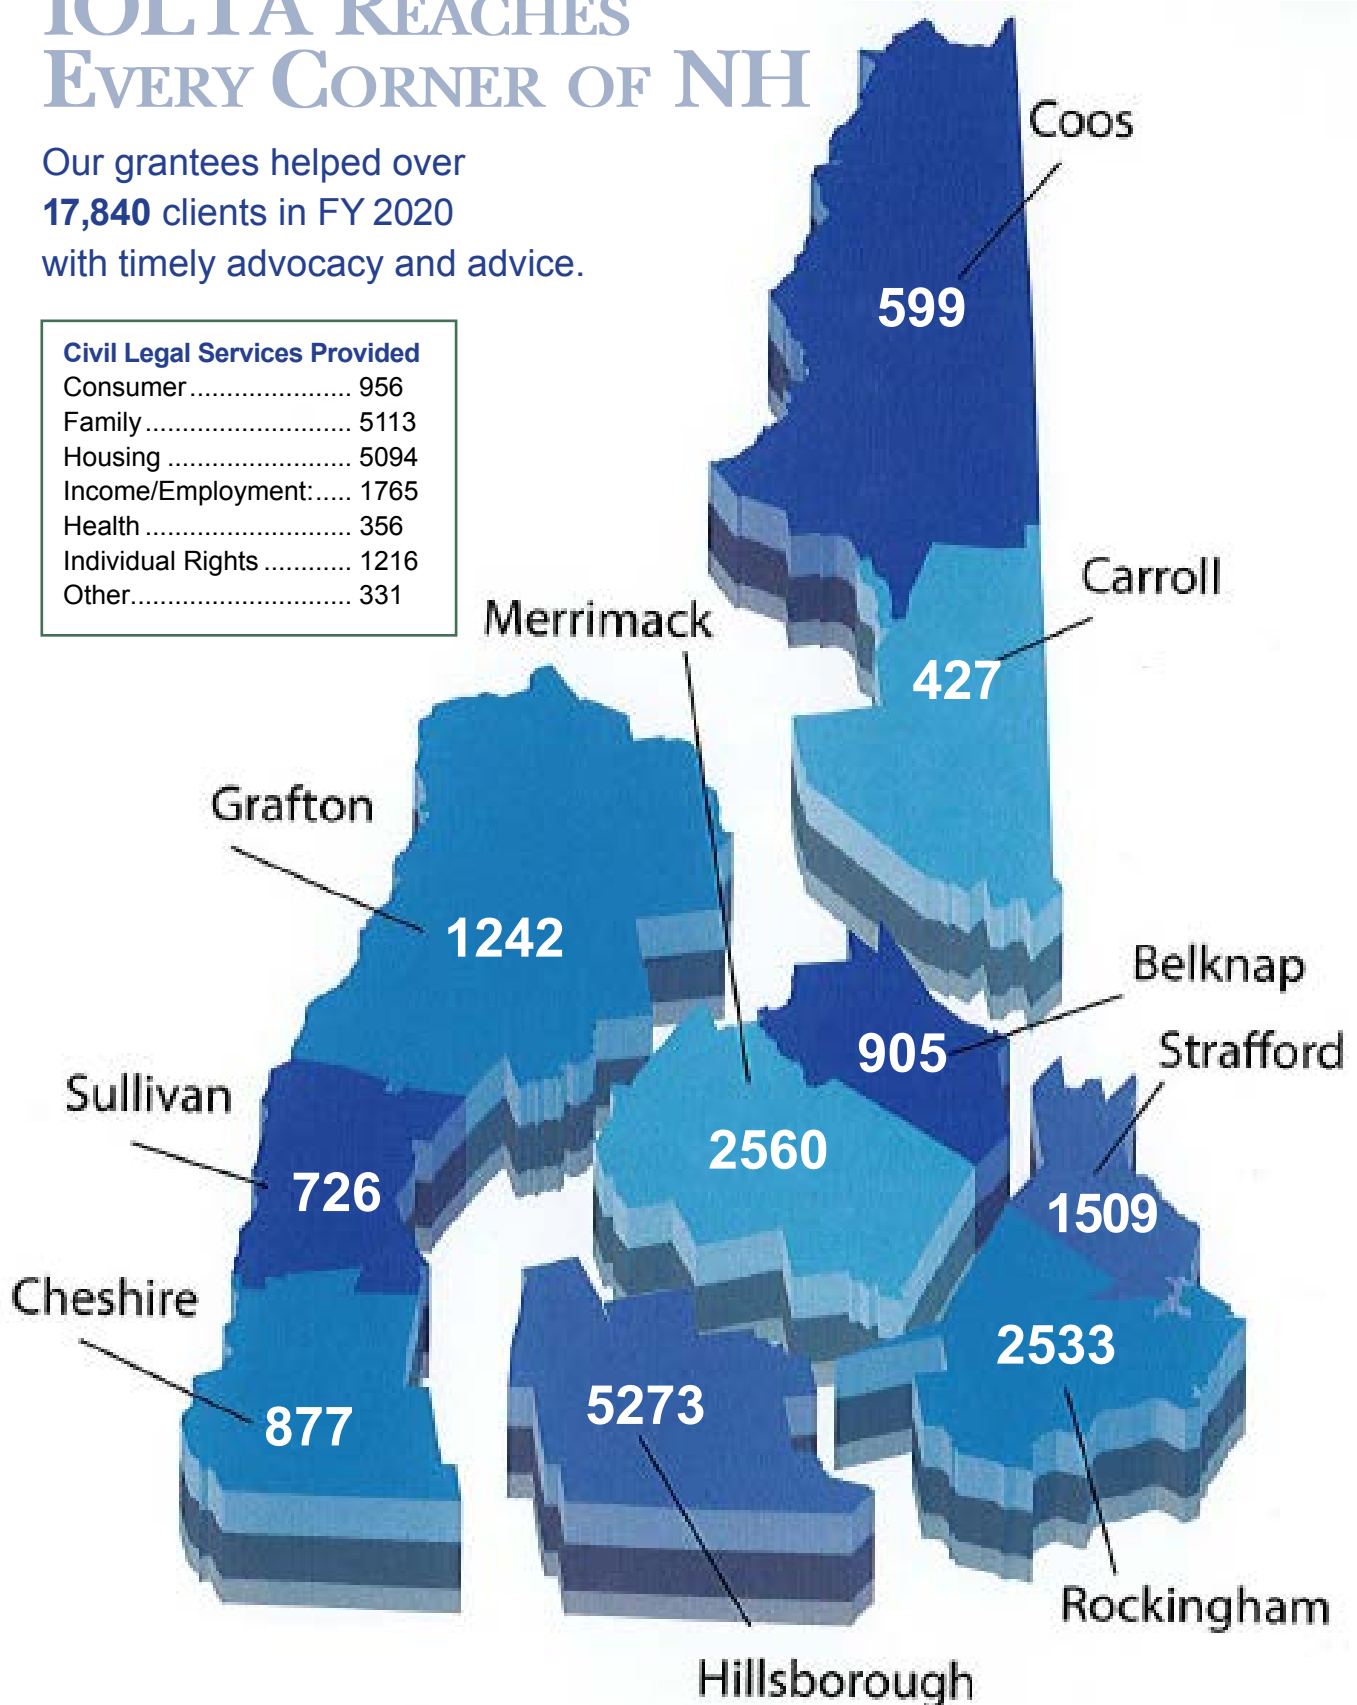 IOLTA REACHES
EVERY CORNER OF NH
Our grantees helped over
17,840 clients in FY 2020
with timely advocacy and advice.
Civil Legal Services Provided
Consumer ...................... 956
Family ............................ 5113
Housing ......................... 5094
Income/Employment: ..... 1765
Health ............................ 356
Individual Rights ............ 1216
Other.............................. 331
Coos
599
Carroll
427
Merrimack
Grafton
1242
Belknap
905
Strafford
Sullivan
2560
726
1509
Cheshire
2533
877
5273
Rockingham
Hillsborough